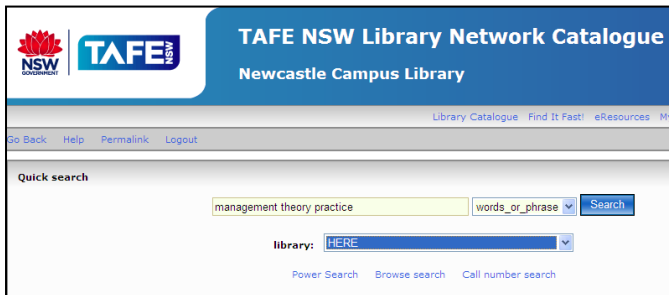 NSW
GOVERNMENT
TAFE NSW
TAFE NSW Library Network Catalogue
Newcastle Campus Library
Library Catalogue Find It Fast! eResources My
Go Back Help Permalink Logout
Quick search
management theory practice words_or_phrase Search
library: HERE
Power Search Browse search Call number search